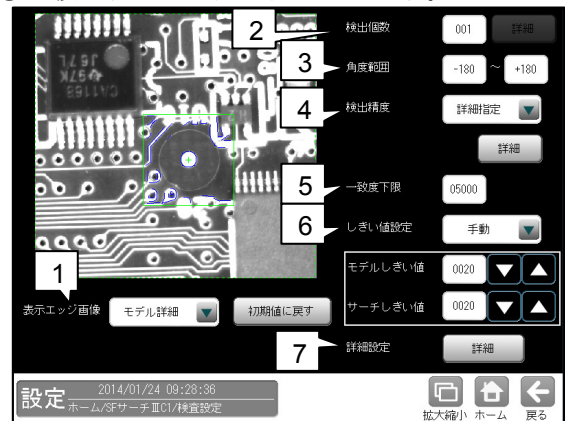 2
検出個数
001
詳細
3
角度範囲
-180 ~ +180
4
検出精度
詳細指定
詳細
5
一致度下限
05000
6
しきい値設定
手動
モデルしきい値
0020
サーチしきい値
0020
1
表示エッジ画像
モデル詳細
初期値に戻す
7
詳細設定
詳細
設定
2014/01/24 09:28:36
ホーム/SFサーチⅢC1/検査設定
拡大縮小
ホーム
戻る